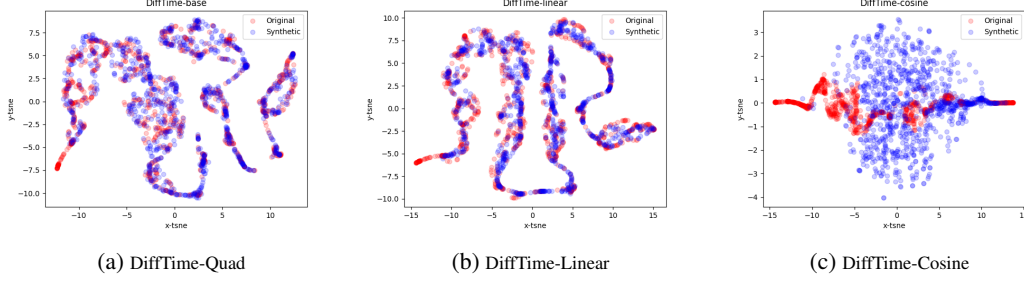 DiffTime-base
Original
Synthetic
y-tsne
7.5
5.0
2.5
0.0
−2.5
−5.0
−7.5
−10.0
−10 −5 0 5 10
x-tsne
(a) DiffTime-Quad
DiffTime-linear
Original
Synthetic
y-tsne
10.0
7.5
5.0
2.5
0.0
−2.5
−5.0
−7.5
−10.0
−15 −10 −5 0 5 10 15
x-tsne
(b) DiffTime-Linear
DiffTime-cosine
Original
Synthetic
y-tsne
3
2
1
0
−1
−2
−3
−4
−15 −10 −5 0 5 10
x-tsne
(c) DiffTime-Cosine